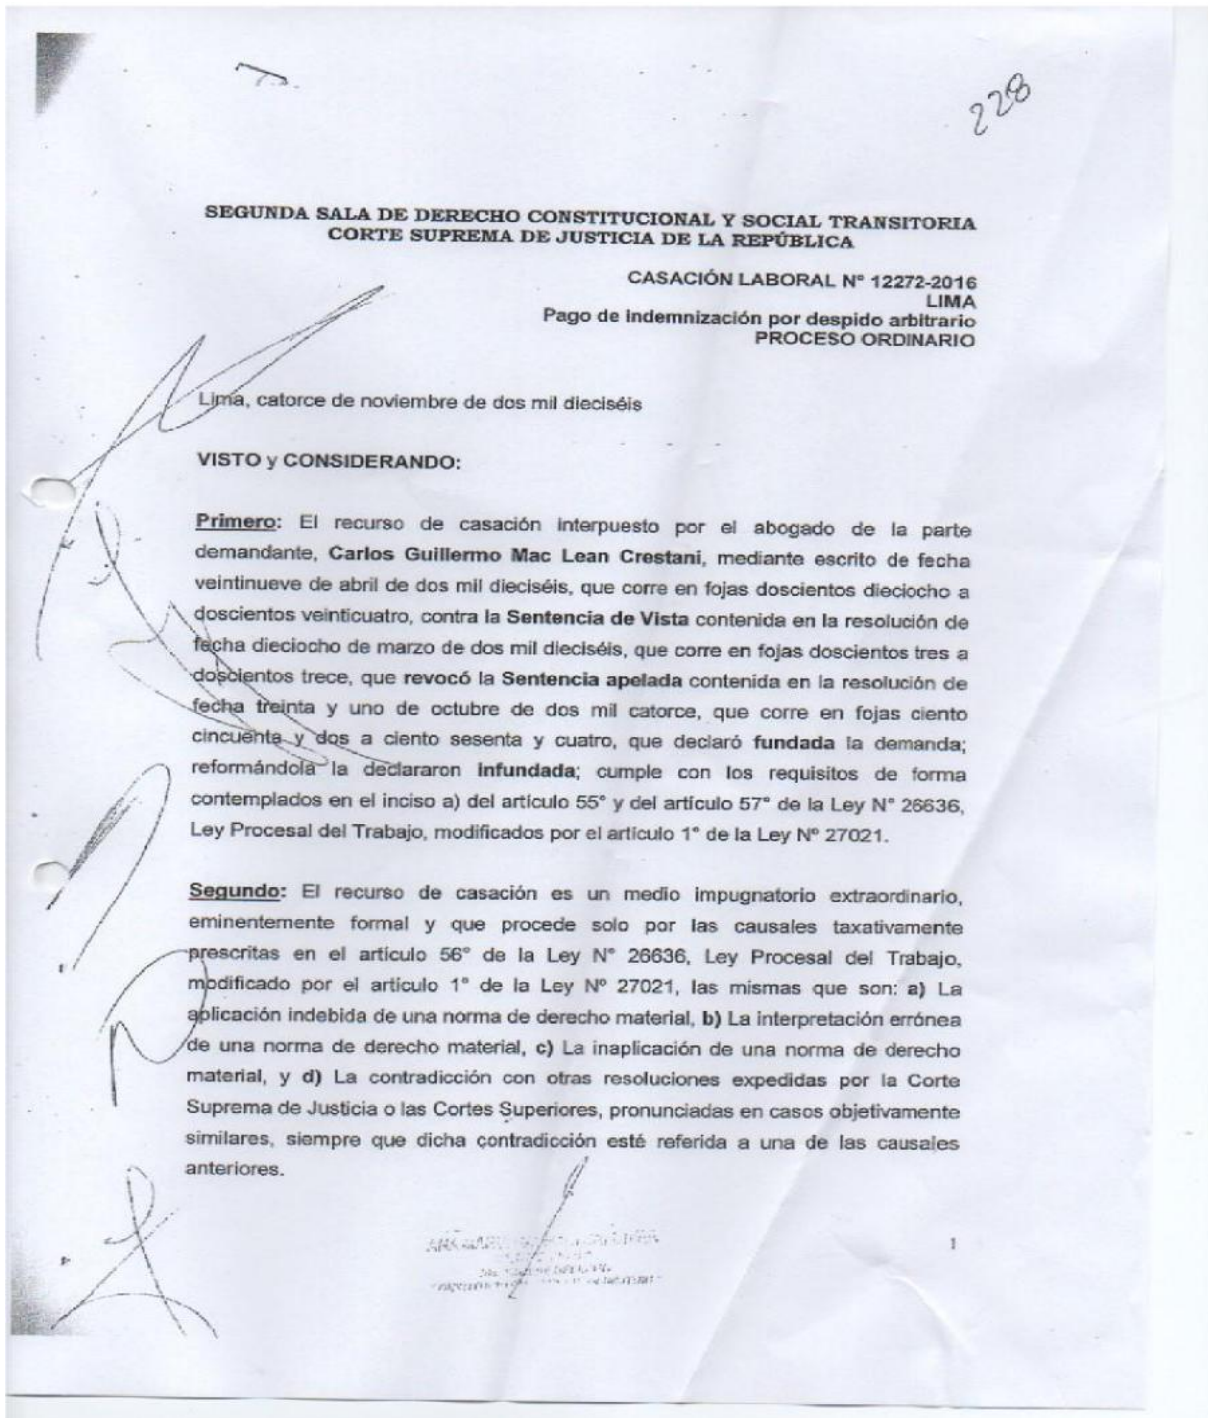 228
SEGUNDA SALA DE DERECHO CONSTITUCIONAL Y SOCIAL TRANSITORIA
CORTE SUPREMA DE JUSTICIA DE LA REPÚBLICA
CASACIÓN LABORAL Nº 12272-2016
LIMA
Pago de indemnización por despido arbitrario
PROCESO ORDINARIO
Lima, catorce de noviembre de dos mil dieciséis
VISTO y CONSIDERANDO:
Primero: El recurso de casación interpuesto por el abogado de la parte
demandante, Carlos Guillermo Mac Lean Crestani, mediante escrito de fecha
veintinueve de abril de dos mil dieciséis, que corre en fojas doscientos dieciocho a
doscientos veinticuatro, contra la Sentencia de Vista contenida en la resolución de
fecha dieciocho de marzo de dos mil dieciséis, que corre en fojas doscientos tres a
doscientos trece, que revocó la Sentencia apelada contenida en la resolución de
fecha treinta y uno de octubre de dos mil catorce, que corre en fojas ciento
cincuenta y dos a ciento sesenta y cuatro, que declaró fundada la demanda;
reformándola la declararon infundada; cumple con los requisitos de forma
contemplados en el inciso a) del artículo 55° y del artículo 57° de la Ley N° 26636,
Ley Procesal del Trabajo, modificados por el artículo 1° de la Ley Nº 27021.
Segundo: El recurso de casación es un medio impugnatorio extraordinario,
eminentemente formal y que procede solo por las causales taxativamente
prescritas en el artículo 56° de la Ley N° 26636, Ley Procesal del Trabajo,
modificado por el artículo 1° de la Ley Nº 27021, las mismas que son: a) La
aplicación indebida de una norma de derecho material, b) La interpretación errónea
de una norma de derecho material, c) La inaplicación de una norma de derecho
material, y d) La contradicción con otras resoluciones expedidas por la Corte
Suprema de Justicia o las Cortes Superiores, pronunciadas en casos objetivamente
similares, siempre que dicha contradicción esté referida a una de las causales
anteriores.
1